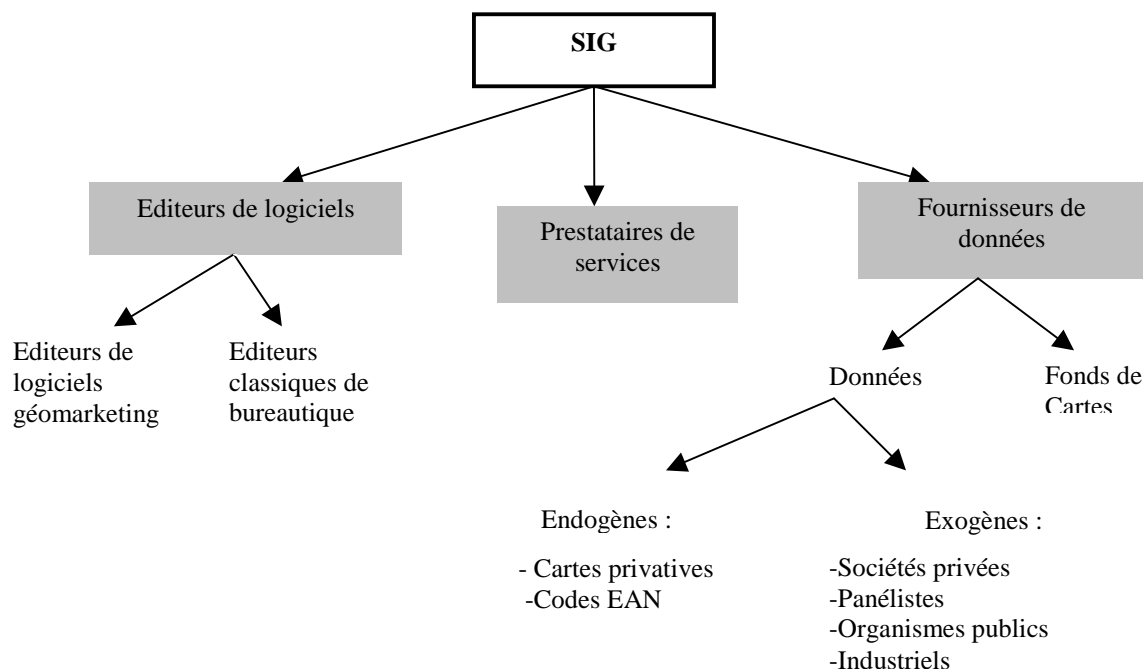 SIG
Editeurs de logiciels
Prestataires de
services
Fournisseurs de
données
Editeurs de
logiciels
géomarketing
Editeurs
classiques de
bureautique
Données
Fonds de
Cartes
Endogènes :
- Cartes privatives
-Codes EAN
Exogènes :
-Sociétés privées
-Panélistes
-Organismes publics
-Industriels